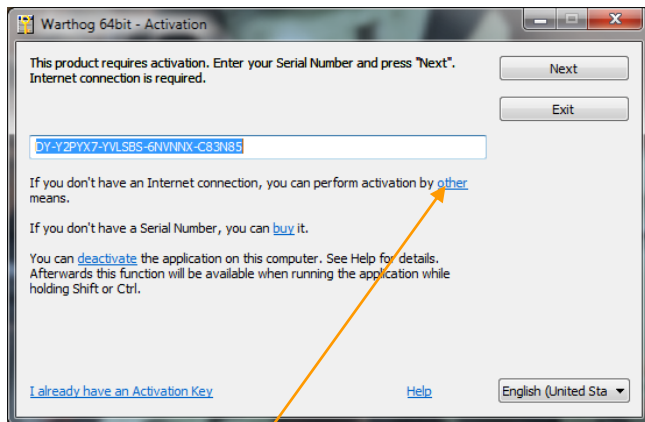 Warthog 64bit - Activation
This product requires activation. Enter your Serial Number and press "Next".
Internet connection is required.
Next
Exit
DY-Y2PYX7-YVLSBS-6NVNNX-C83N85
If you don't have an Internet connection, you can perform activation by other
means.
If you don't have a Serial Number, you can buy it.
You can deactivate the application on this computer. See Help for details.
Afterwards this function will be available when running the application while
holding Shift or Ctrl.
I already have an Activation Key
Help
English (United Sta